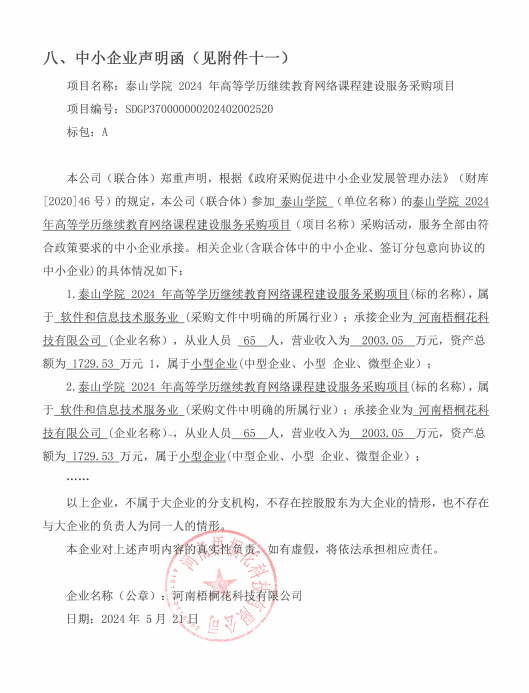 八、中小企业声明函（见附件十一）
项目名称：泰山学院 2024 年高等学历继续教育网络课程建设服务采购项目
项目编号：SDGP370000000202402002520
标包：A
本公司（联合体）郑重声明，根据《政府采购促进中小企业发展管理办法》（财库
[2020]46 号）的规定，本公司（联合体）参加 泰山学院 （单位名称）的泰山学院 2024
年高等学历继续教育网络课程建设服务采购项目（项目名称）采购活动，服务全部由符
合政策要求的中小企业承接。相关企业(含联合体中的中小企业、签订分包意向协议的
中小企业)的具体情况如下：
1.泰山学院 2024 年高等学历继续教育网络课程建设服务采购项目(标的名称)，属
于 软件和信息技术服务业 (采购文件中明确的所属行业)；承接企业为 河南梧桐花科
技有限公司 (企业名称)，从业人员 65 人，营业收入为 2003.05 万元，资产总
额为 1729.53 万元 1，属于小型企业(中型企业、小型 企业、微型企业)；
2.泰山学院 2024 年高等学历继续教育网络课程建设服务采购项目(标的名称)，属
于 软件和信息技术服务业 (采购文件中明确的所属行业)；承接企业为 河南梧桐花科
技有限公司 (企业名称)，从业人员 65 人，营业收入为 2003.05 万元，资产总
额为 1729.53 万元，属于小型企业(中型企业、小型 企业、微型企业)；
……
以上企业，不属于大企业的分支机构，不存在控股股东为大企业的情形，也不存在
与大企业的负责人为同一人的情形。
本企业对上述声明内容的真实性负责。如有虚假，将依法承担相应责任。
企业名称（公章）：河南梧桐花科技有限公司
日期：2024 年 5 月 21 日
河南梧桐花科技有限公司